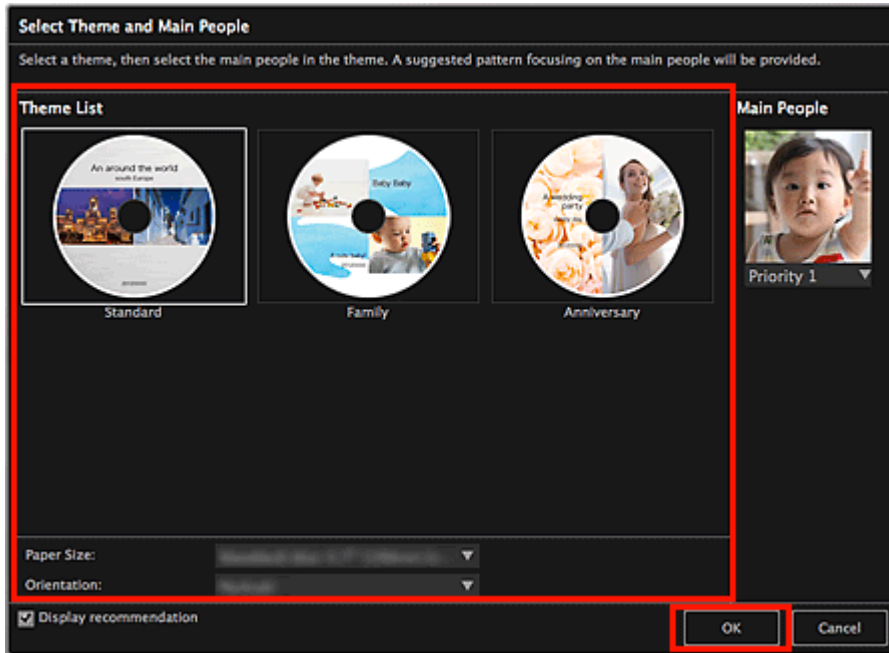 Select Theme and Main People
Select a theme, then select the main people in the theme. A suggested pattern focusing on the main people will be provided.
Theme List
Main People
An around the world
south Europe
Baby Baby
A wedding
party
Priority 1
Standard
Family
Anniversary
Paper Size:
Orientation:
Display recommendation
OK
Cancel